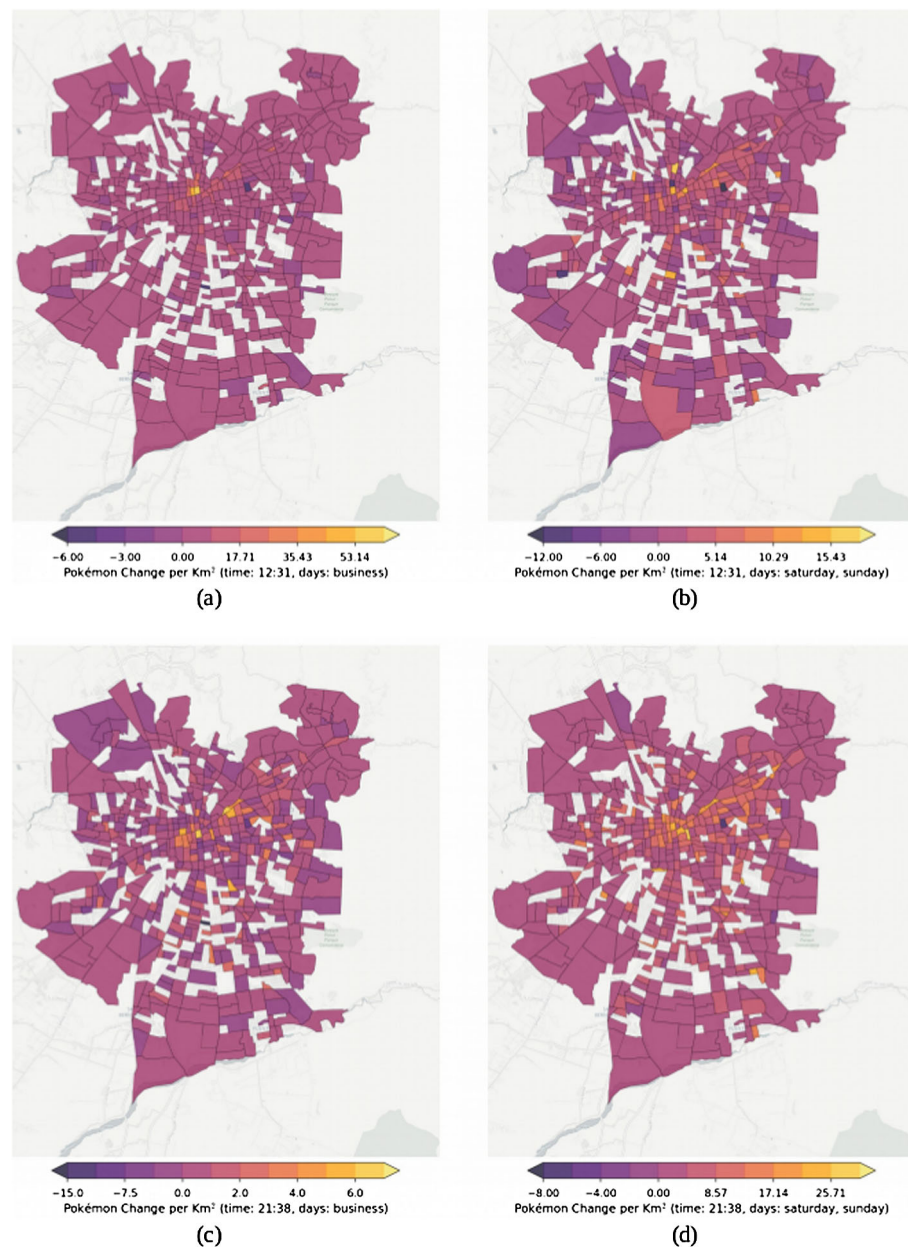 −6.00 −3.00 0.00 17.71 35.43 53.14
Pokémon Change per Km² (time: 12:31, days: business)
(a)
−12.00 −6.00 0.00 5.14 10.29 15.43
Pokémon Change per Km² (time: 12:31, days: saturday, sunday)
(b)
−15.0 −7.5 0.0 2.0 4.0 6.0
Pokémon Change per Km² (time: 21:38, days: business)
(c)
−8.00 −4.00 0.00 8.57 17.14 25.71
Pokémon Change per Km² (time: 21:38, days: saturday, sunday)
(d)